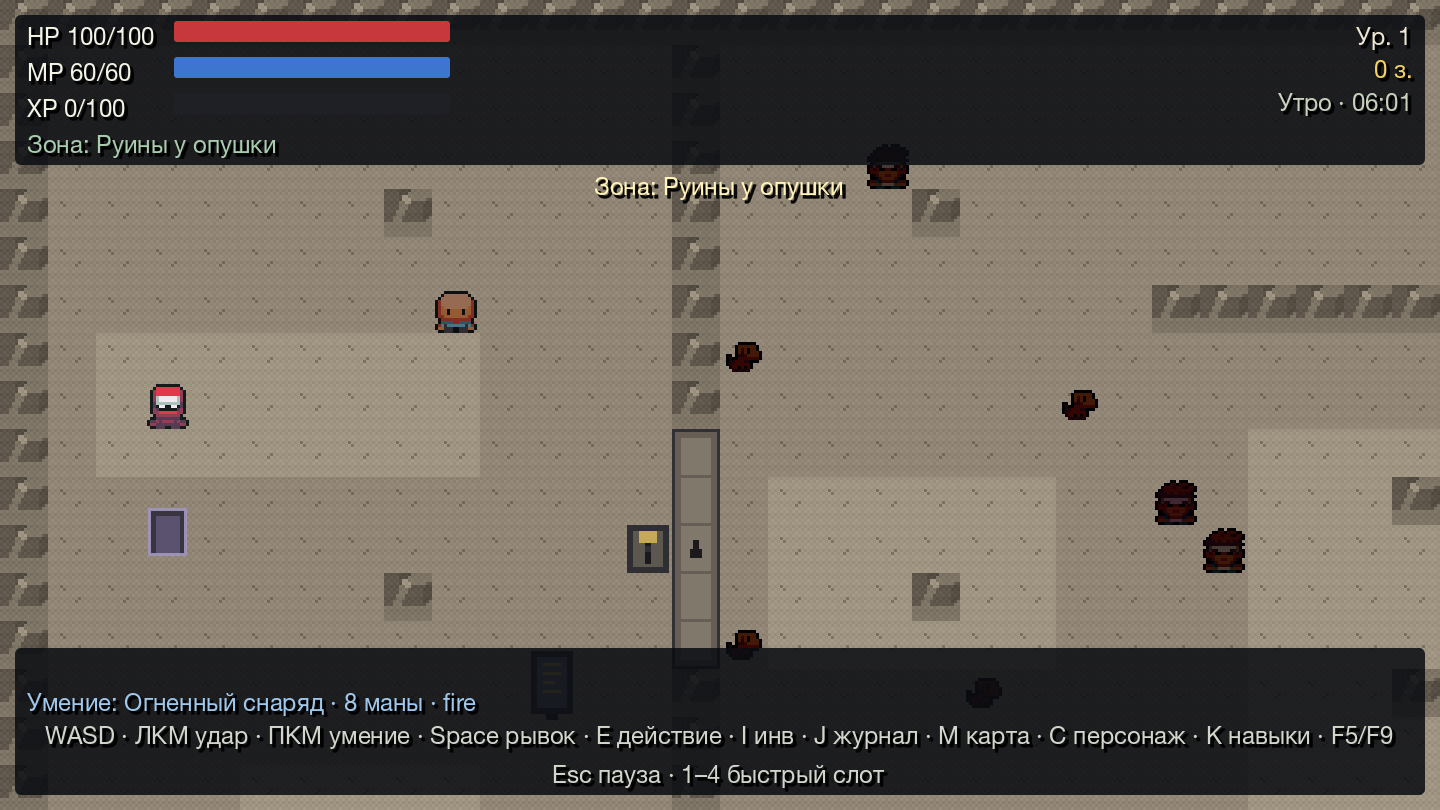 HP 100/100
MP 60/60
XP 0/100
Зона: Руины у опушки
Ур. 1
0 з.
Утро · 06:01
Зона: Руины у опушки
Умение: Огненный снаряд · 8 маны · fire
WASD · ЛКМ удар · ПКМ умение · Space рывок · E действие · I инв · J журнал · M карта · C персонаж · K навыки · F5/F9
Esc пауза · 1–4 быстрый слот